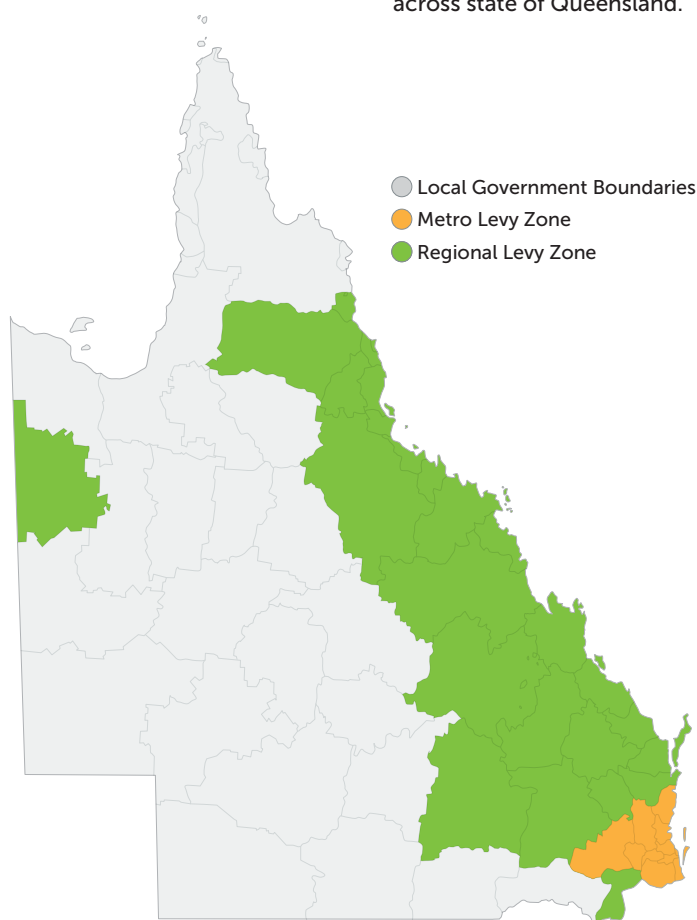 across state of Queensland.
Local Government Boundaries
Metro Levy Zone
Regional Levy Zone